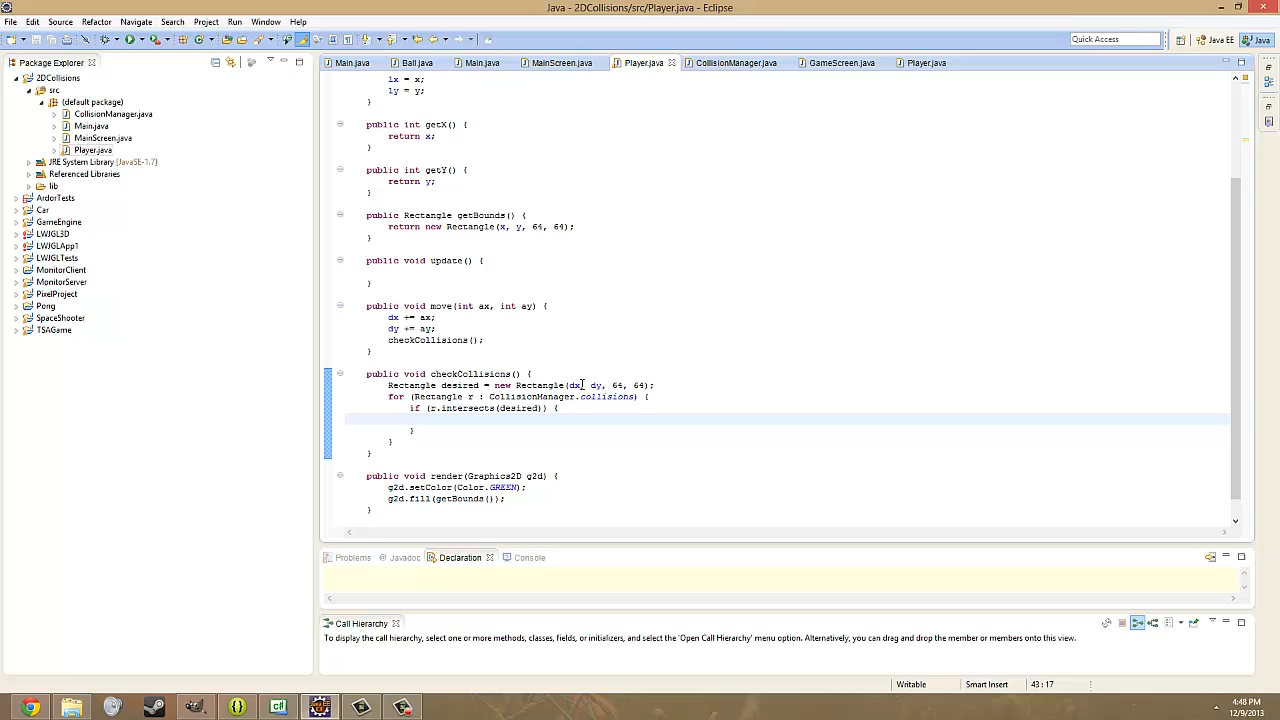 Java - 2DCollisions/src/Player.java - Eclipse
File Edit Source Refactor Navigate Search Project Run Window Help
Quick Access
Java EE
Java
Package Explorer
Main.java Ball.java Main.java MainScreen.java Player.java CollisionManager.java GameScreen.java Player.java
2DCollisions
src
(default package)
CollisionManager.java
Main.java
MainScreen.java
Player.java
JRE System Library [JavaSE-1.7]
Referenced Libraries
lib
ArdorTests
Car
GameEngine
LWJGL3D
LWJGLApp1
LWJGLTests
MonitorClient
MonitorServer
PixelProject
Pong
SpaceShooter
TSAGame
lx = x;
ly = y;
}
public int getX() {
return x;
}
public int getY() {
return y;
}
public Rectangle getBounds() {
return new Rectangle(x, y, 64, 64);
}
public void update() {
}
public void move(int ax, int ay) {
dx += ax;
dy += ay;
checkCollisions();
}
public void checkCollisions() {
Rectangle desired = new Rectangle(dx, dy, 64, 64);
for (Rectangle r : CollisionManager.collisions) {
if (r.intersects(desired)) {
}
}
}
public void render(Graphics2D g2d) {
g2d.setColor(Color.GREEN);
g2d.fill(getBounds());
}
Problems @ Javadoc Declaration Console
Call Hierarchy
To display the call hierarchy, select one or more methods, classes, fields, or initializers, and select the 'Open Call Hierarchy' menu option. Alternatively, you can drag and drop the member or members onto this view.
Writable Smart Insert 43 : 17
4:48 PM
12/9/2013